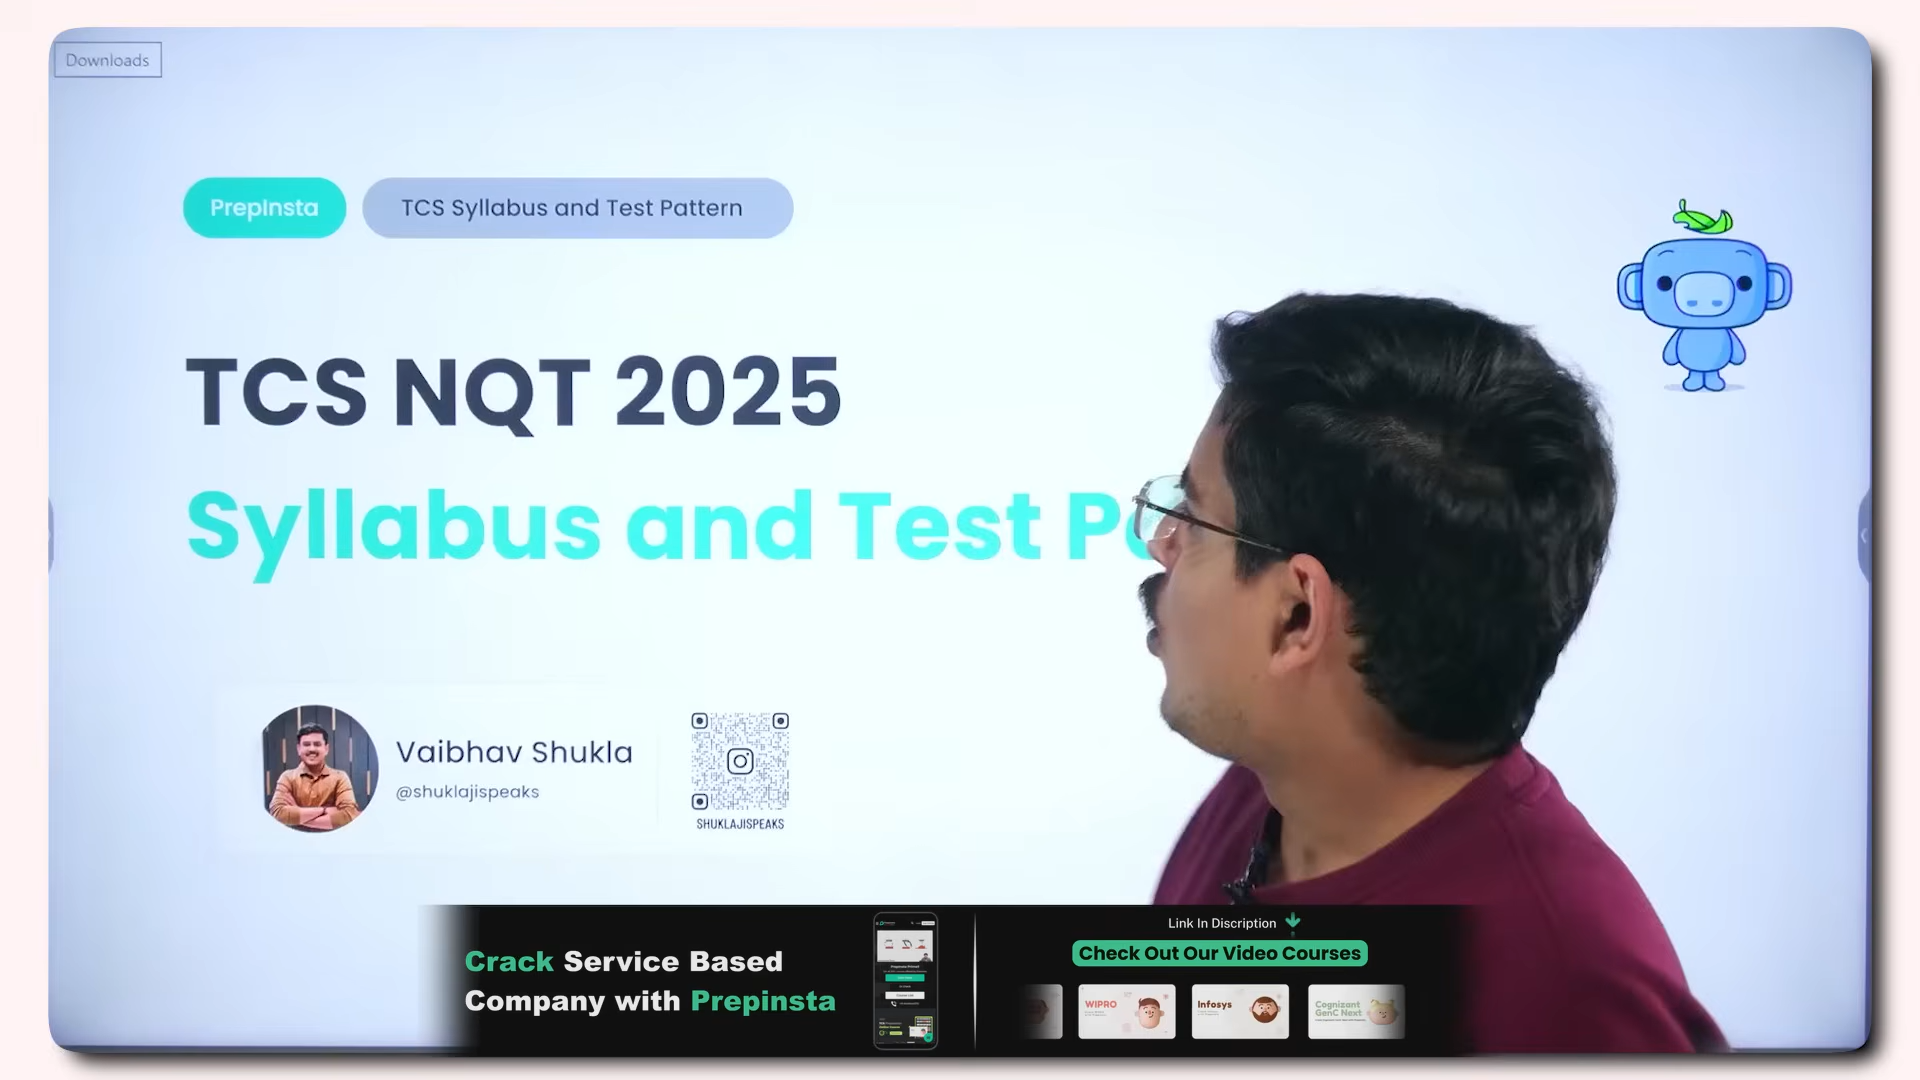 Downloads
PrepInsta
TCS Syllabus and Test Pattern
TCS NQT 2025
Syllabus and Test Pa
Vaibhav Shukla
@shuklajispeaks
SHUKLAJISPEAKS
Crack Service Based
Company with Prepinsta
Link In Discription
Check Out Our Video Courses
WIPRO
Infosys
Cognizant
GenC Next